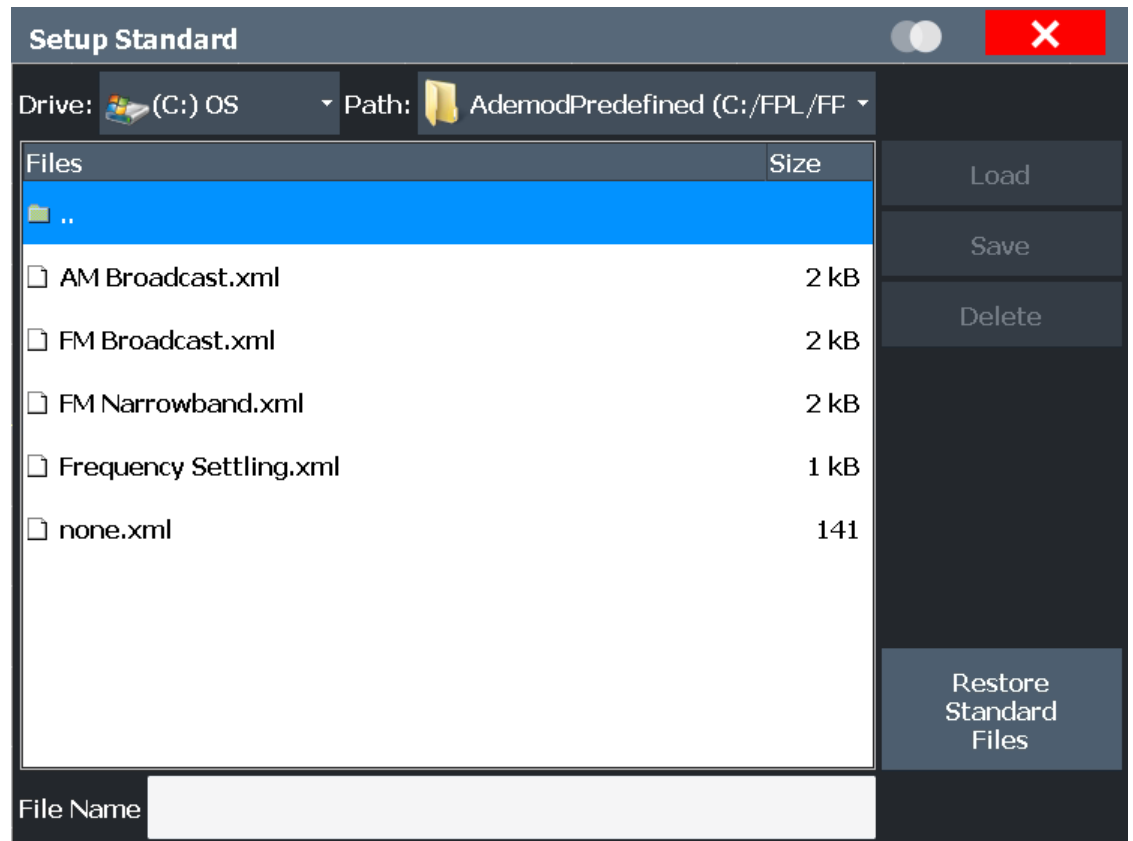 Setup Standard
Drive: (C:) OS Path: AdemodPredefined (C:/FPL/FF
Files Size
..
AM Broadcast.xml 2 kB
FM Broadcast.xml 2 kB
FM Narrowband.xml 2 kB
Frequency Settling.xml 1 kB
none.xml 141
Load
Save
Delete
Restore
Standard
Files
File Name